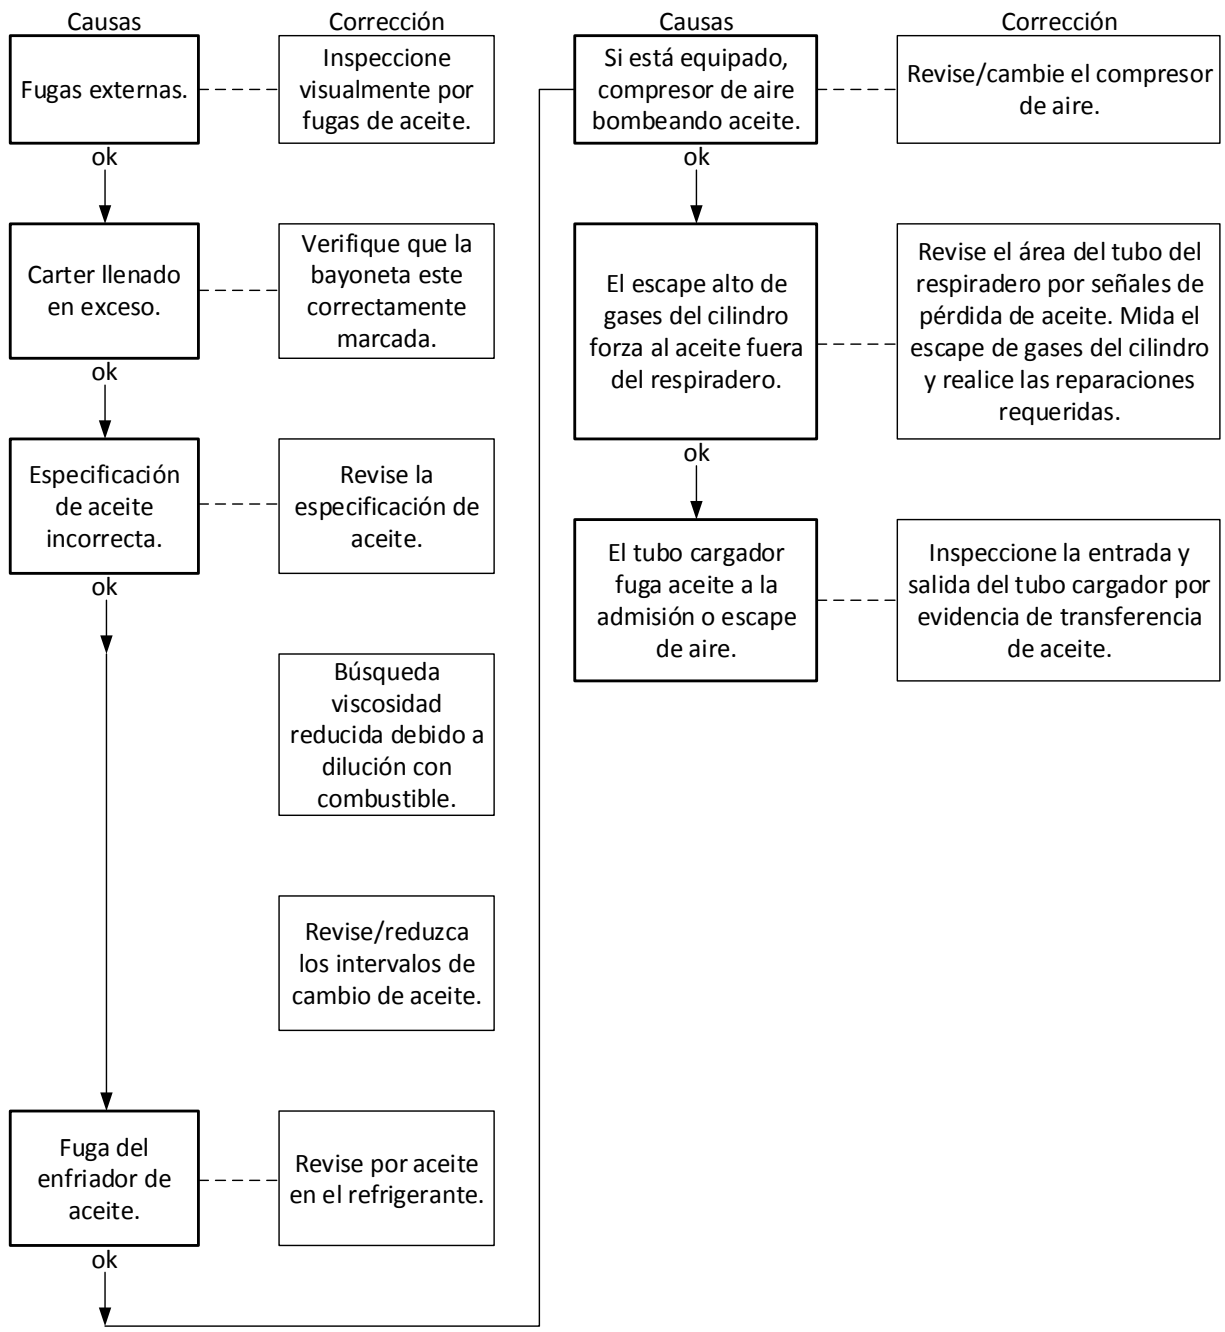 Causas
Corrección
Fugas externas.
Inspeccione
visualmente por
fugas de aceite.
ok
Carter llenado
en exceso.
Verifique que la
bayoneta este
correctamente
marcada.
ok
Especificación
de aceite
incorrecta.
Revise la
especificación de
aceite.
ok
Búsqueda
viscosidad
reducida debido a
dilución con
combustible.
Revise/reduzca
los intervalos de
cambio de aceite.
Fuga del
enfriador de
aceite.
Revise por aceite
en el refrigerante.
ok
Causas
Corrección
Si está equipado,
compresor de aire
bombeando aceite.
Revise/cambie el compresor
de aire.
ok
El escape alto de
gases del cilindro
forza al aceite fuera
del respiradero.
Revise el área del tubo del
respiradero por señales de
pérdida de aceite. Mida el
escape de gases del cilindro
y realice las reparaciones
requeridas.
ok
El tubo cargador
fuga aceite a la
admisión o escape
de aire.
Inspeccione la entrada y
salida del tubo cargador por
evidencia de transferencia
de aceite.